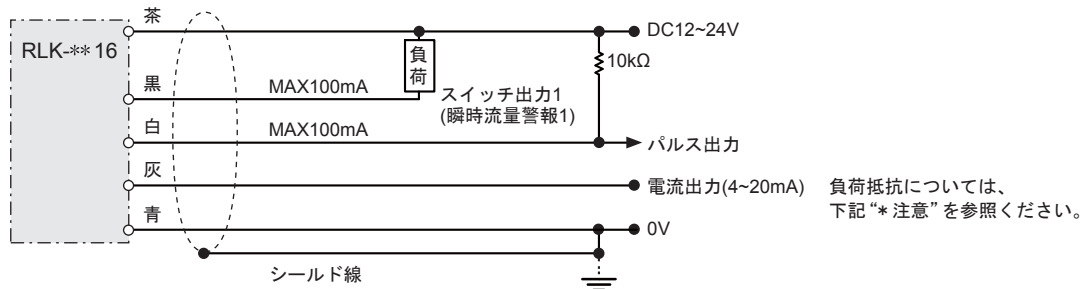 茶
DC12~24V
RLK-** 16
負荷
10kΩ
黒
MAX100mA
スイッチ出力1
(瞬時流量警報1)
白
MAX100mA
パルス出力
灰
電流出力(4~20mA)
負荷抵抗については、
下記“* 注意”を参照ください。
青
0V
シールド線